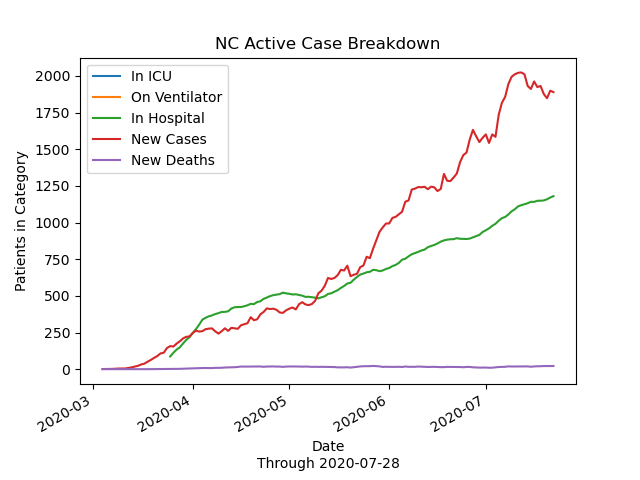 NC Active Case Breakdown
In ICU
On Ventilator
In Hospital
New Cases
New Deaths
Patients in Category
2000
1750
1500
1250
1000
750
500
250
0
2020-03
2020-04
2020-05
2020-06
2020-07
Date
Through 2020-07-28